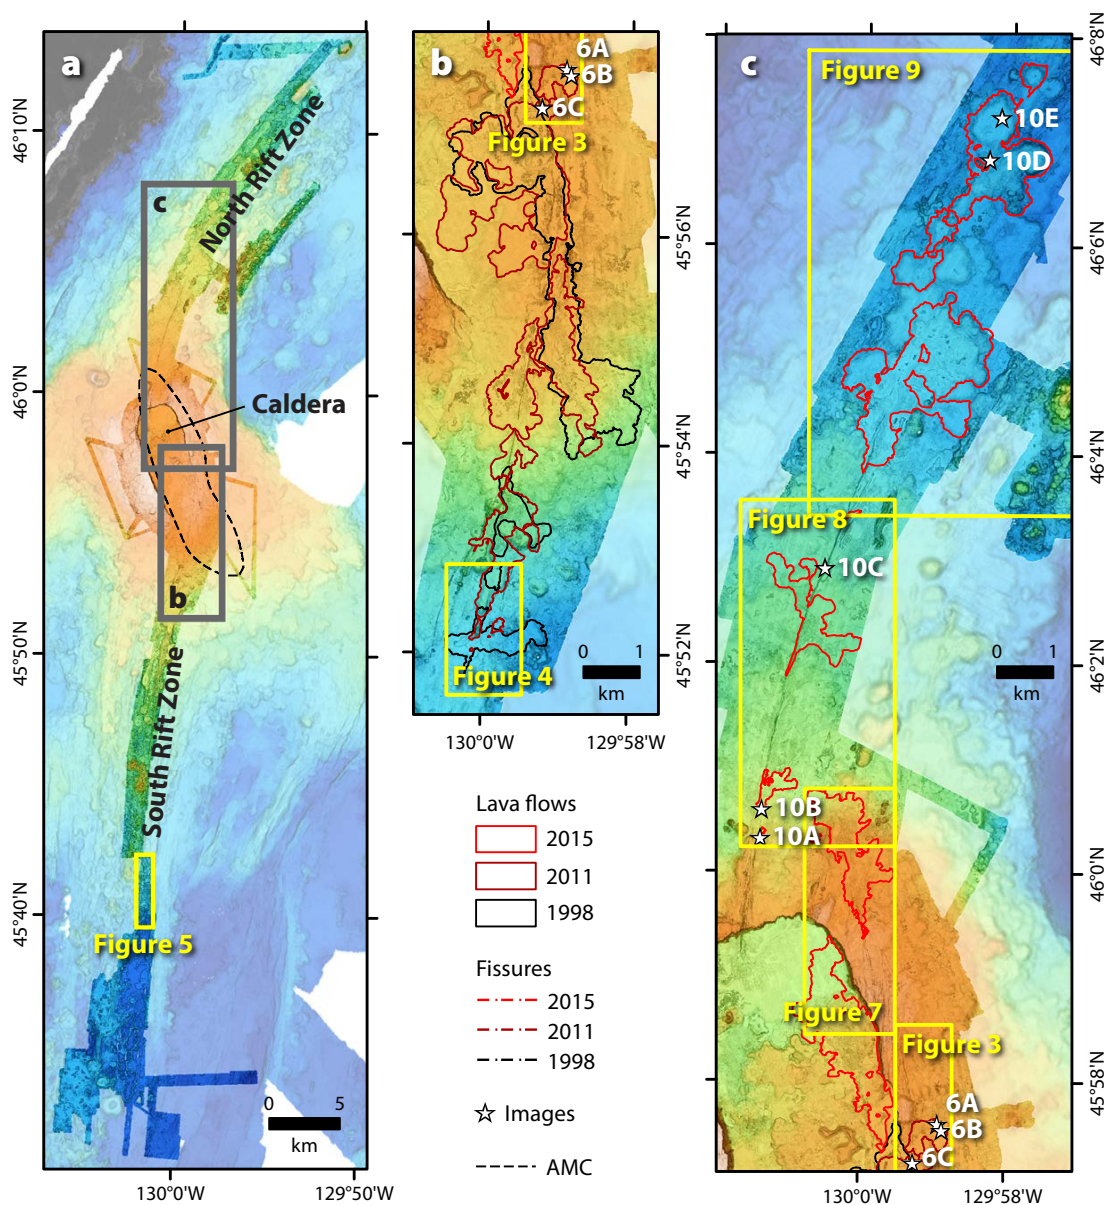 a
46°10'N
46°0'N
45°50'N
45°40'N
c
North Rift Zone
Caldera
b
South Rift Zone
Figure 5
0 5
km
130°0'W
129°50'W
b
6A
6B
6C
Figure 3
45°56'N
45°54'N
45°52'N
Figure 4
0 1
km
130°0'W
129°58'W
Lava flows
2015
2011
1998
Fissures
2015
2011
1998
Images
AMC
c
Figure 9
10E
10D
Figure 8
10C
0 1
km
10B
10A
Figure 7
Figure 3
6A
6B
6C
46°8'N
46°6'N
46°4'N
46°2'N
46°0'N
45°58'N
130°0'W
129°58'W